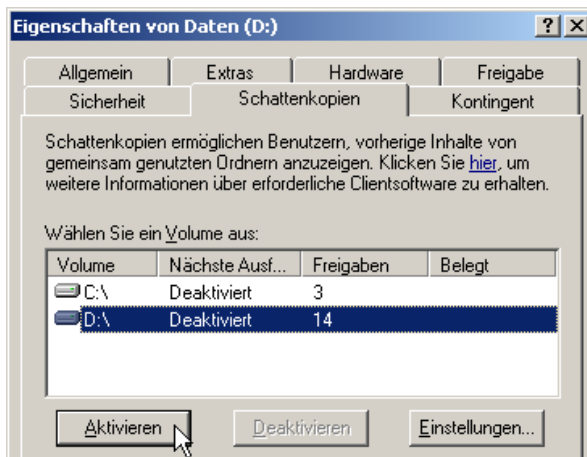 Eigenschaften von Daten (D:)
Allgemein Extras Hardware Freigabe
Sicherheit Schattenkopien Kontingent
Schattenkopien ermöglichen Benutzern, vorherige Inhalte von
gemeinsam genutzten Ordnern anzuzeigen. Klicken Sie hier, um
weitere Informationen über erforderliche Clientsoftware zu erhalten.
Wählen Sie ein Volume aus:
Volume Nächste Ausf... Freigaben Belegt
C:\ Deaktiviert 3
D:\ Deaktiviert 14
Aktivieren Deaktivieren Einstellungen...